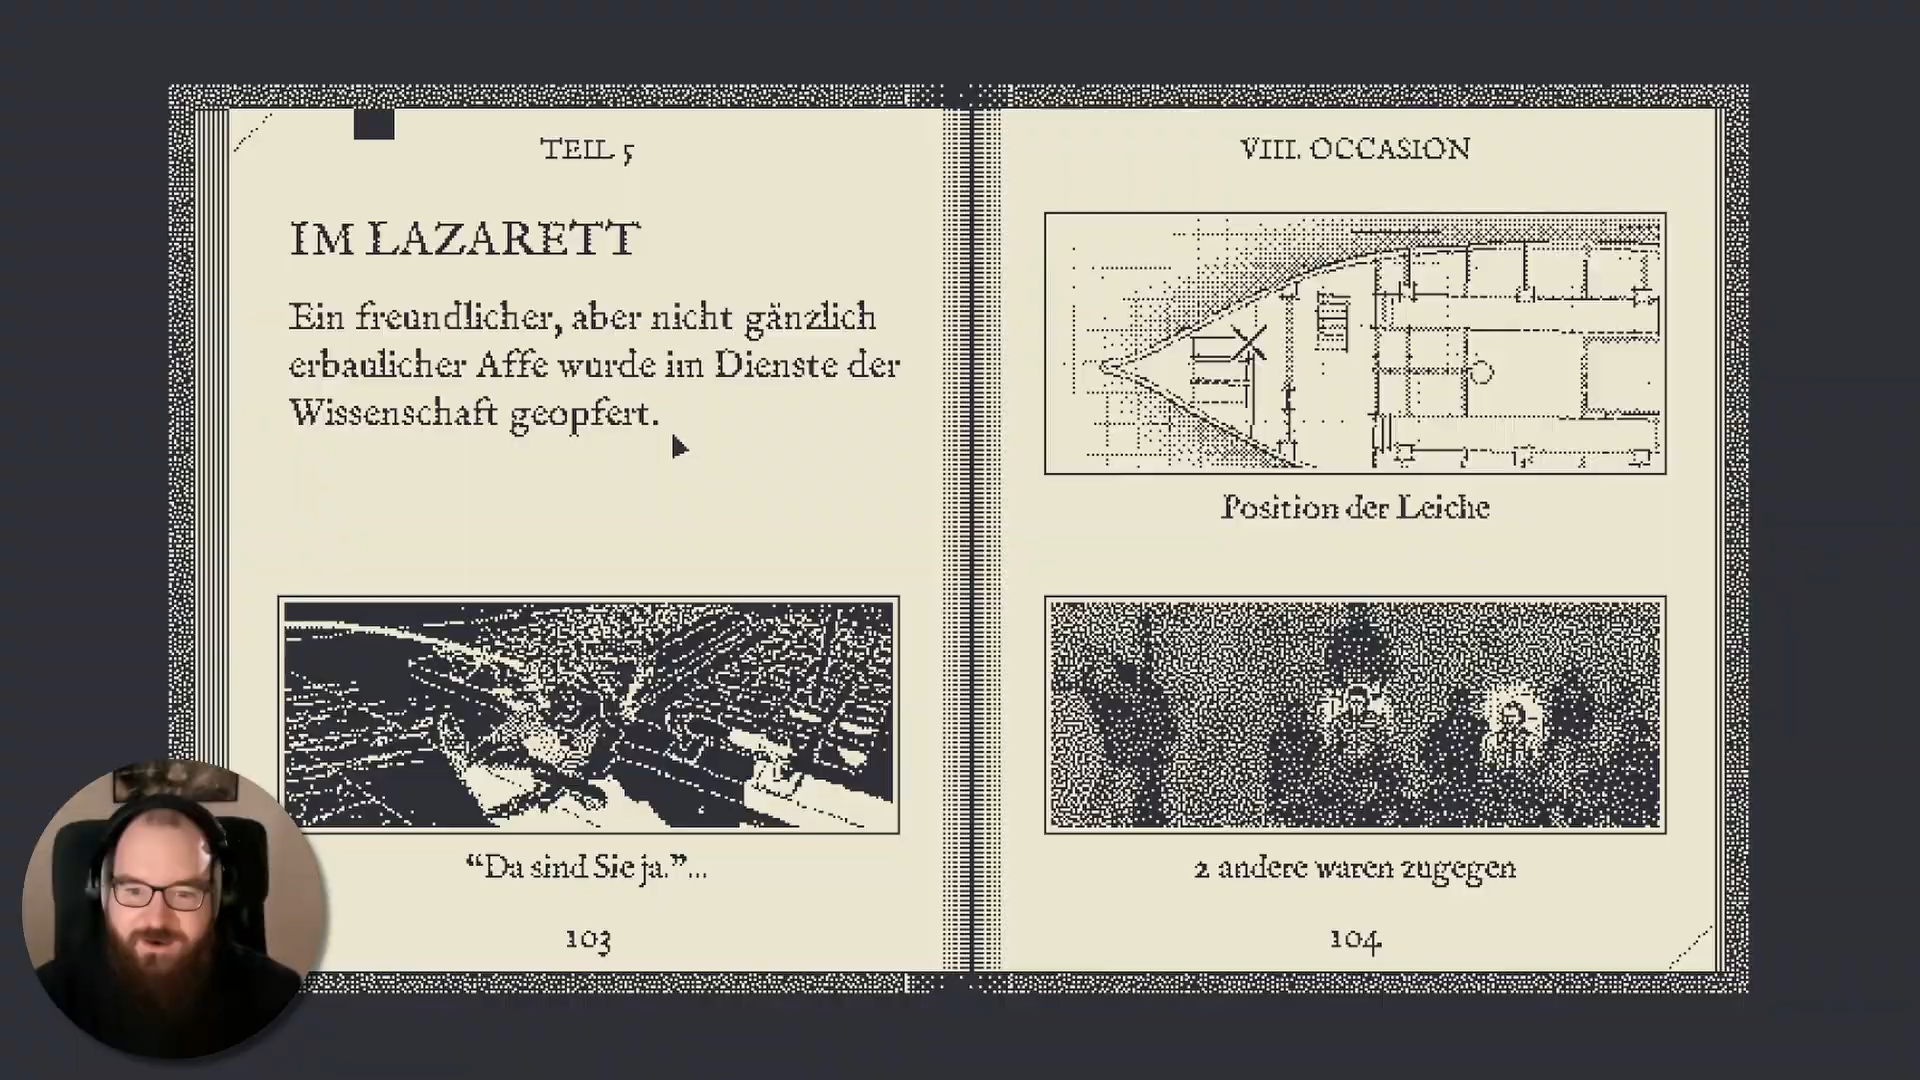 TEIL 5
IM LAZARETT
Ein freundlicher, aber nicht gänzlich
erbaulicher Affe wurde im Dienste der
Wissenschaft geopfert.
“Da sind Sie ja.”...
103
VIII. OCCASION
Position der Leiche
2 andere waren zugegen
104